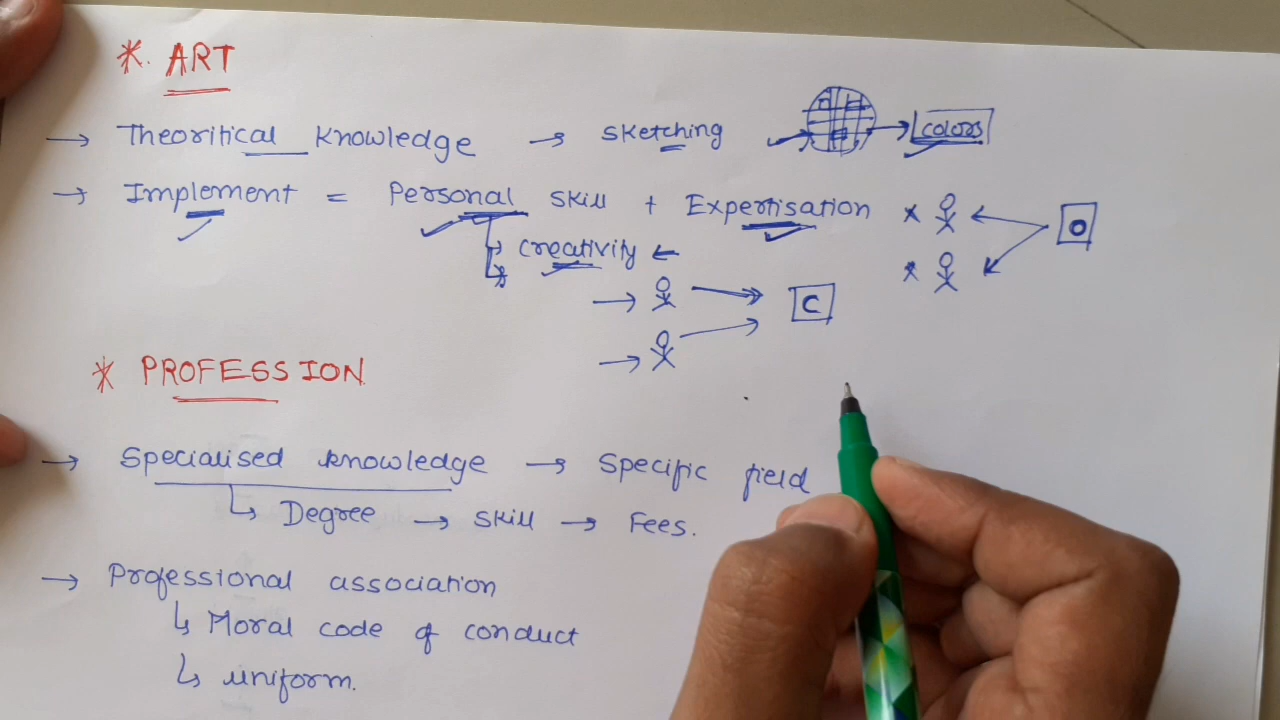 * ART
→ Theoritical knowledge → Sketching → colors
→ Implement = Personal skill + Expertisation
O
↳ creativity ←
C
* PROFESSION
→ Specialised knowledge → Specific field
↳ Degree → skill → Fees.
→ Professional association
↳ Moral code of conduct
↳ uniform.